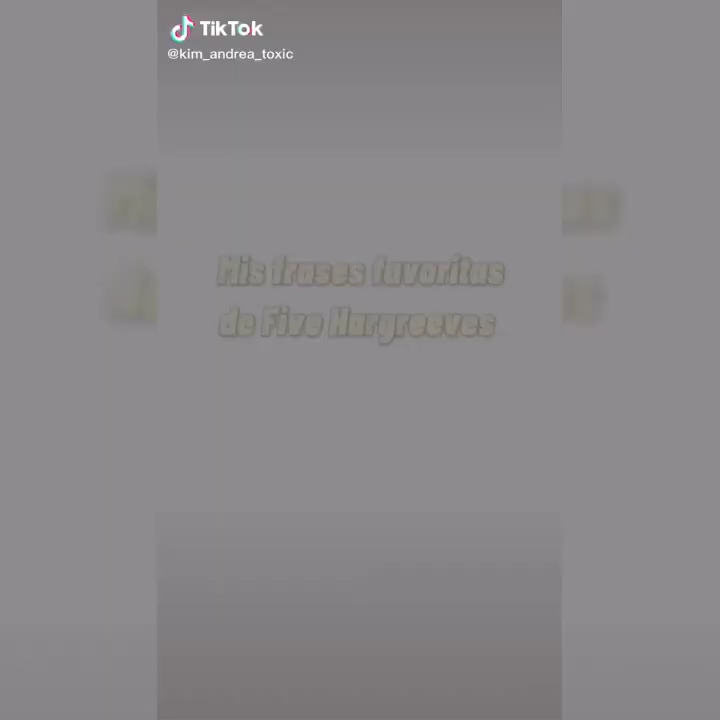 TikTok
@kim_andrea_toxic
Mis frases favoritas
de Five Hargreeves